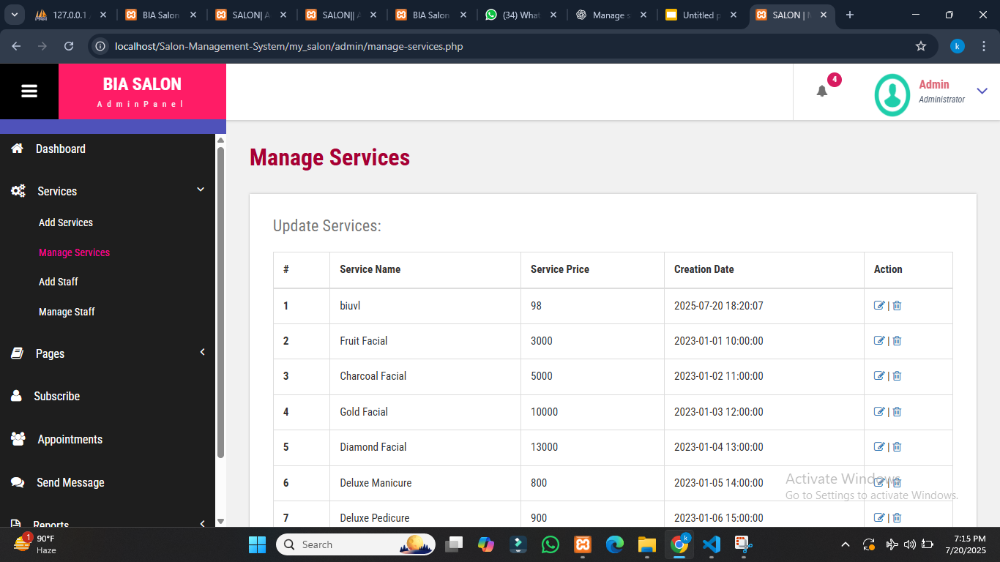 127.0.0.1
BIA Salon
SALON| A
SALON|| A
BIA Salon
(34) What
Manage s
Untitled p
SALON | M
localhost/Salon-Management-System/my_salon/admin/manage-services.php
k
BIA SALON
AdminPanel
4
Admin
Administrator
Dashboard
Services
Add Services
Manage Services
Add Staff
Manage Staff
Pages
Subscribe
Appointments
Send Message
Reports
Manage Services
Update Services:
# Service Name Service Price Creation Date Action
1 biuvl 98 2025-07-20 18:20:07 |
2 Fruit Facial 3000 2023-01-01 10:00:00 |
3 Charcoal Facial 5000 2023-01-02 11:00:00 |
4 Gold Facial 10000 2023-01-03 12:00:00 |
5 Diamond Facial 13000 2023-01-04 13:00:00 |
6 Deluxe Manicure 800 2023-01-05 14:00:00 |
7 Deluxe Pedicure 900 2023-01-06 15:00:00 |
Activate Windows
Go to Settings to activate Windows.
1
90°F
Haze
Search
k
7:15 PM
7/20/2025